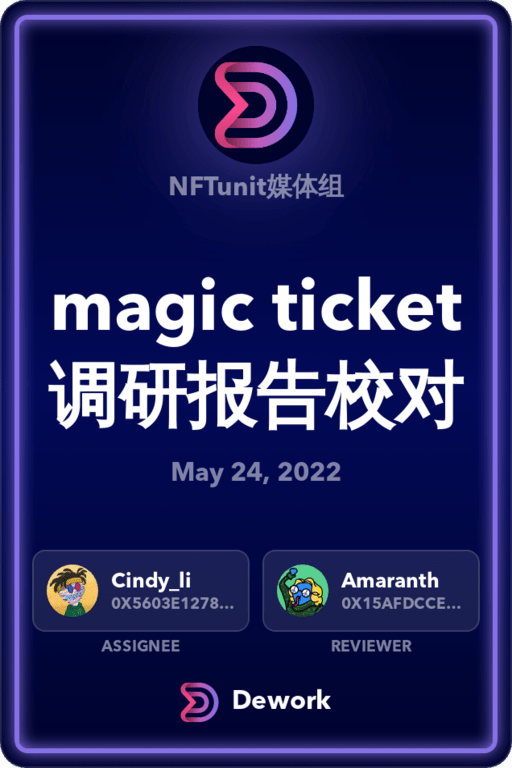 NFTunit媒体组
magic ticket
调研报告校对
May 24, 2022
Cindy_li
0X5603E1278...
ASSIGNEE
Amaranth
0X15AFDCCE...
REVIEWER
Dework